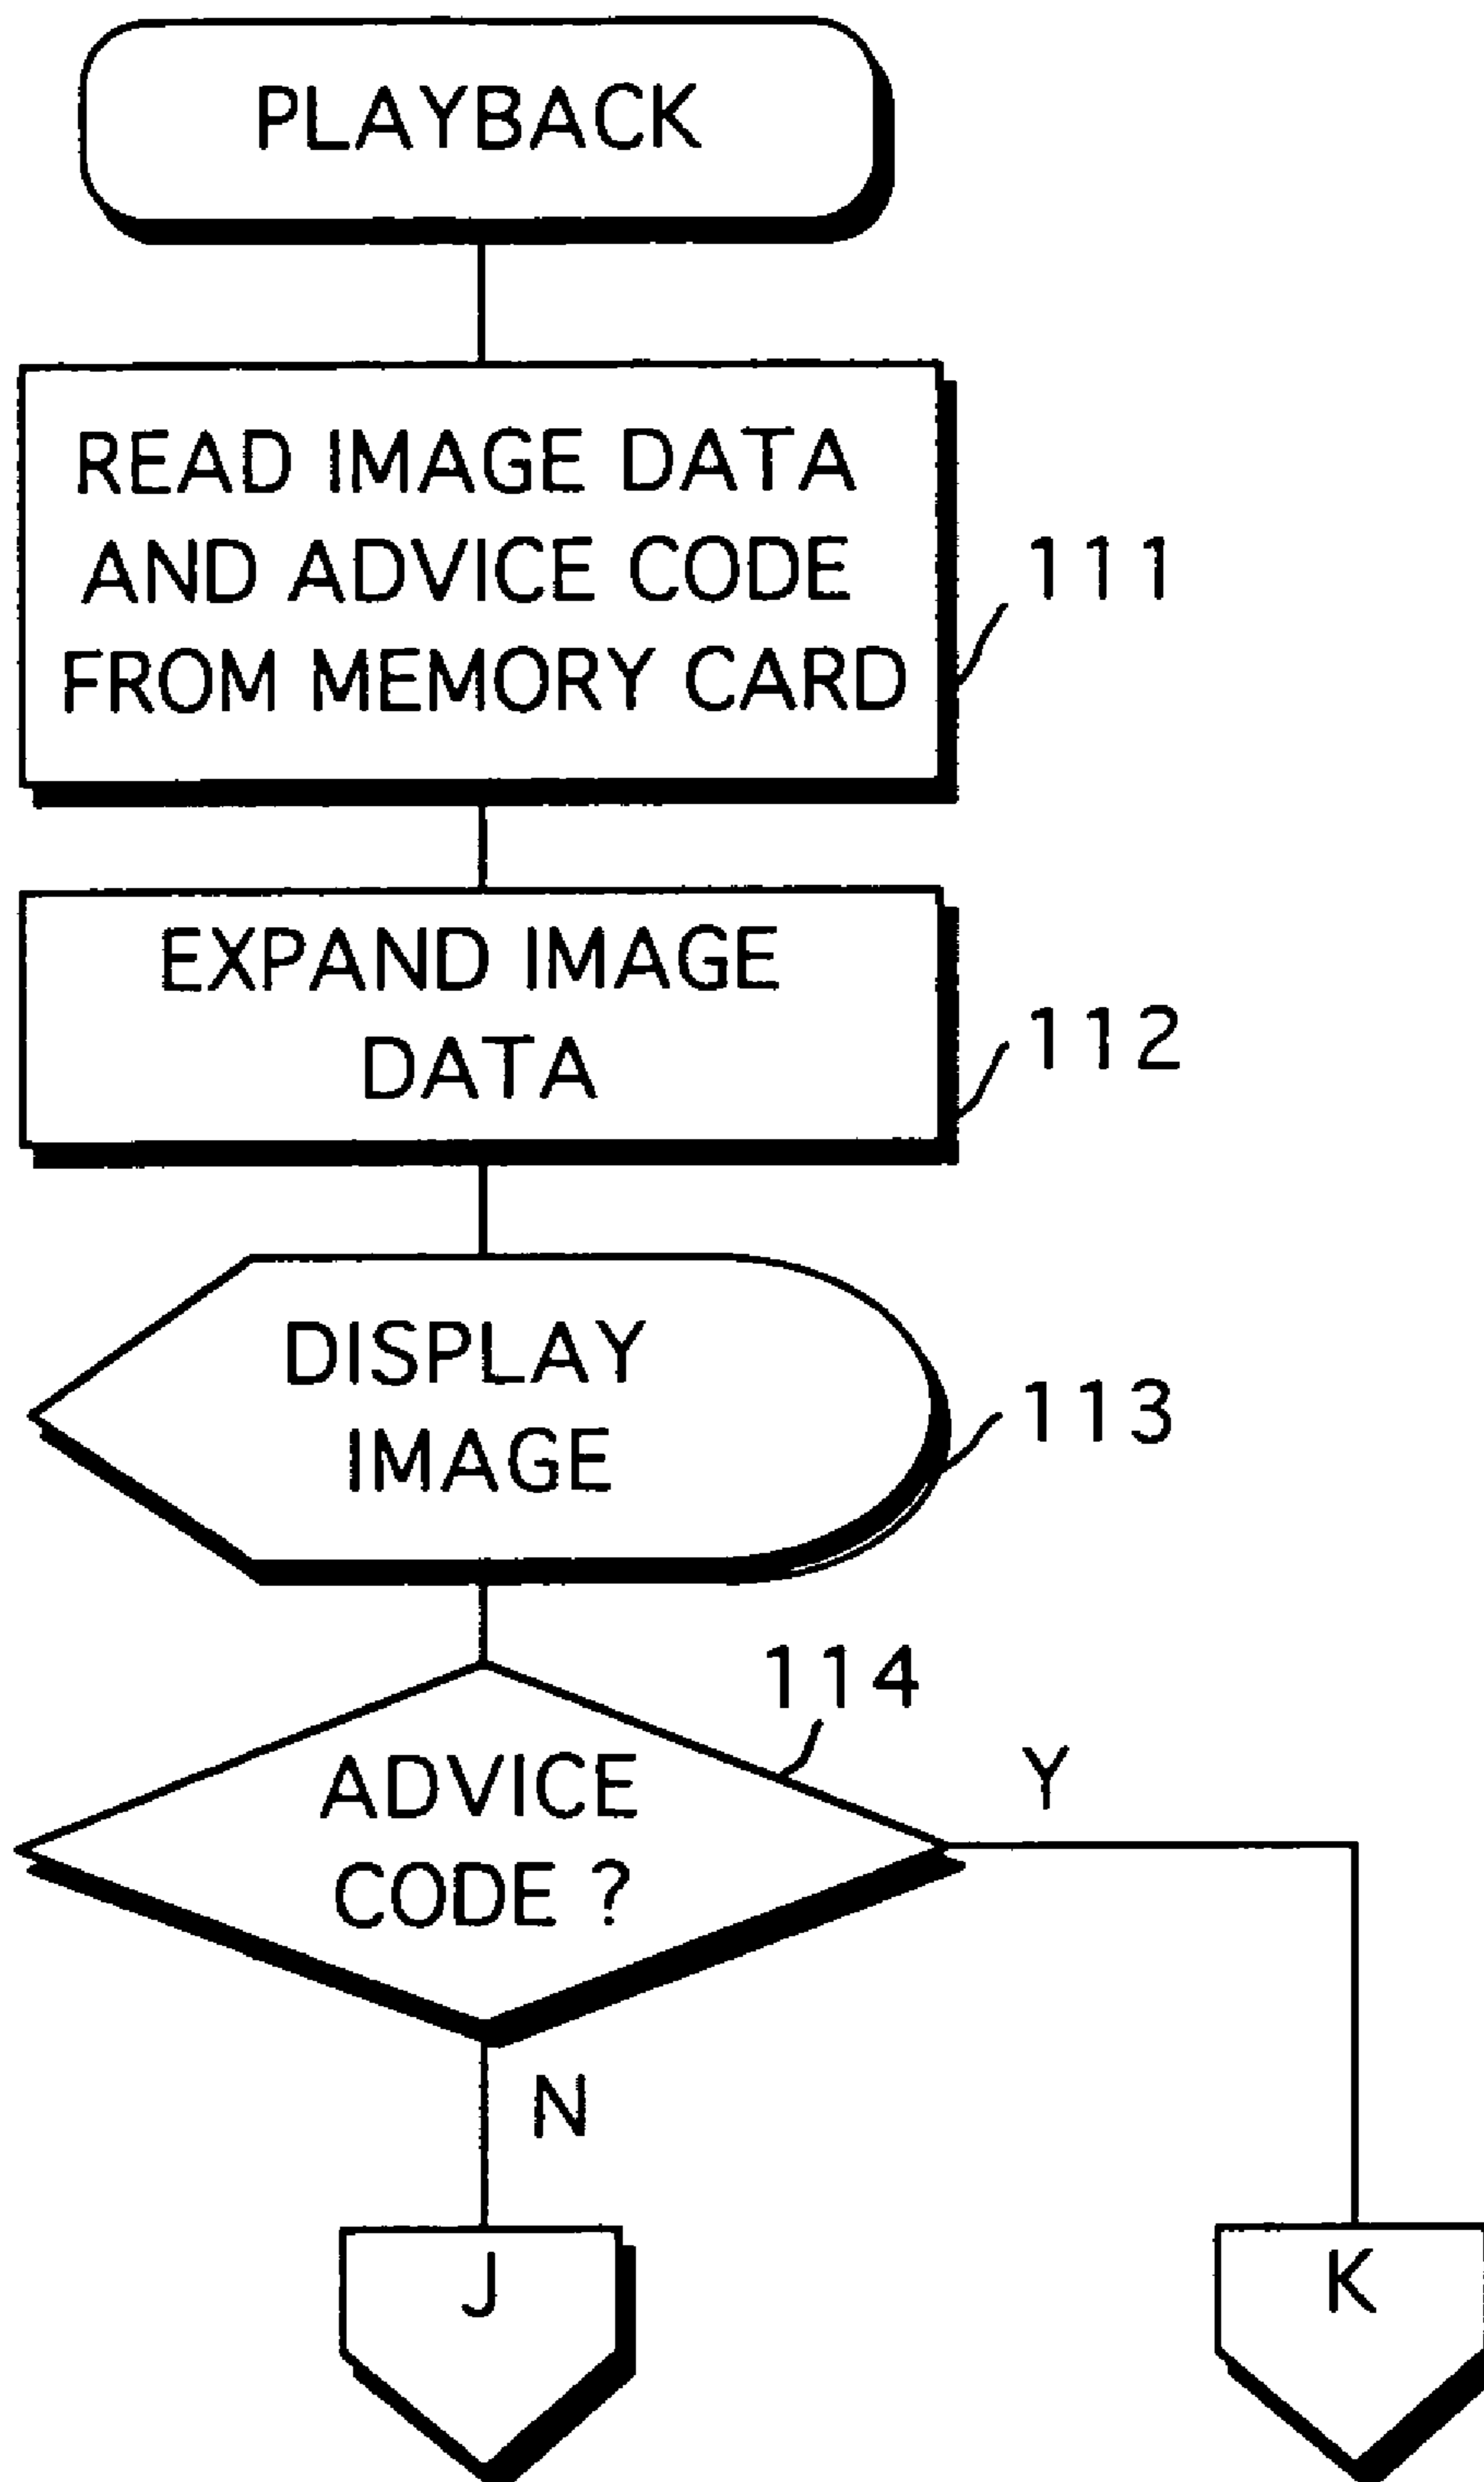 PLAYBACK
READ IMAGE DATA
AND ADVICE CODE
FROM MEMORY CARD
111
EXPAND IMAGE
DATA
112
DISPLAY
IMAGE
113
114
ADVICE
CODE ?
Y
N
J
K